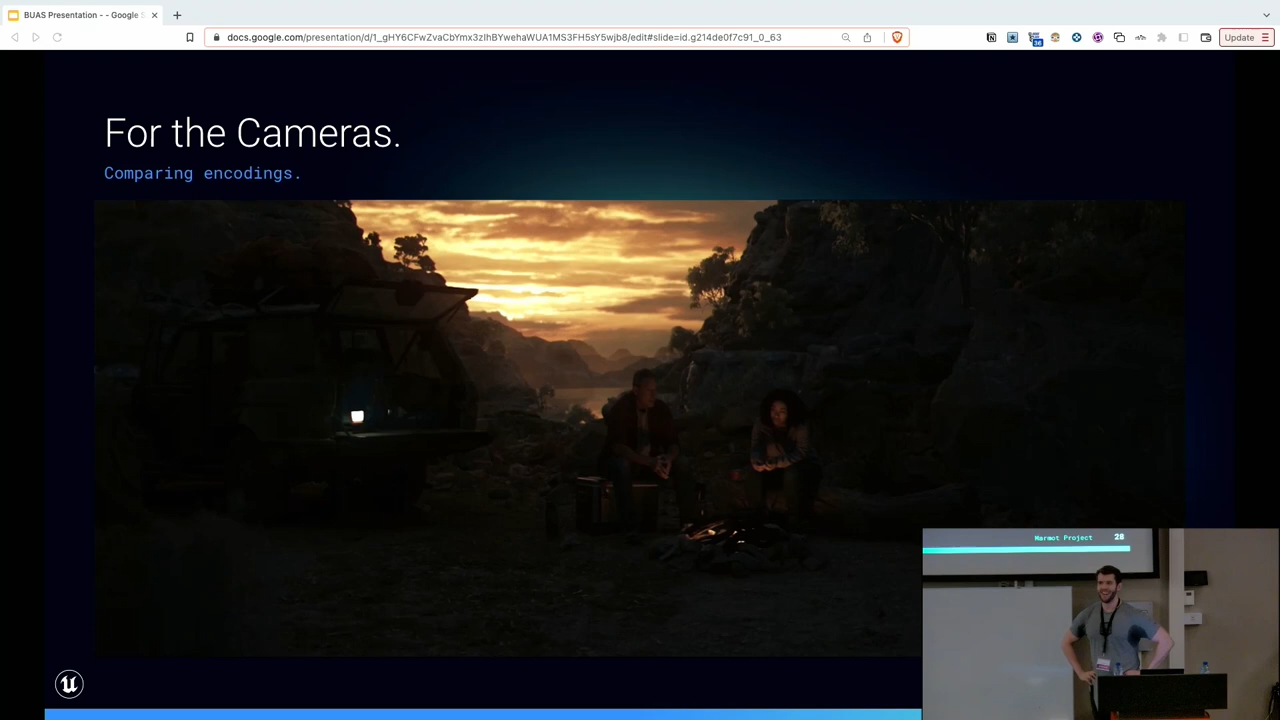 BUAS Presentation - - Google S
docs.google.com/presentation/d/1_gHY6CFwZvaCbYmx3zIhBYwehaWUA1MS3FH5sY5wjb8/edit#slide=id.g214de0f7c91_0_63
Update
For the Cameras.
Comparing encodings.
Marmot Project 28